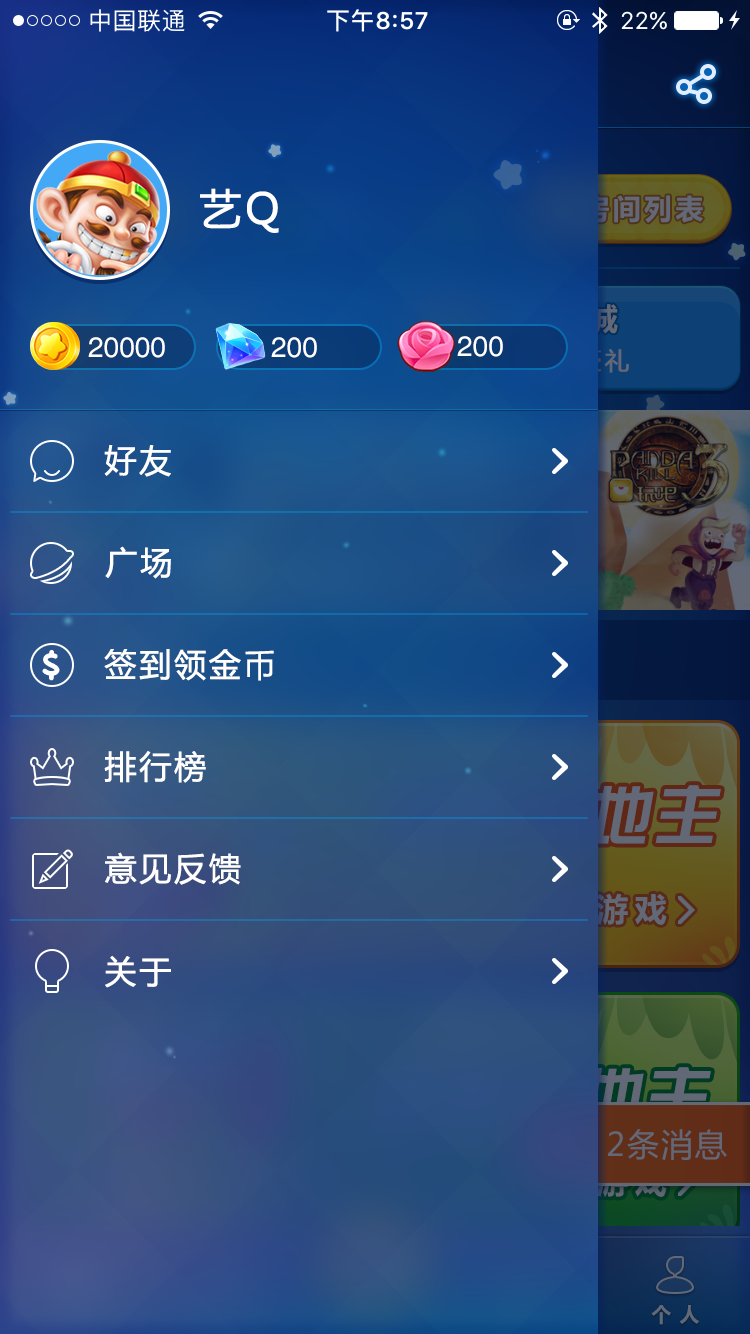 中国联通 下午8:57 22%
艺Q
房间列表
20000 200 200
城
礼
好友
PANDA
KILL 3
广场
签到领金币
排行榜
地主
意见反馈
游戏
关于
地主
2条消息
游戏
个人